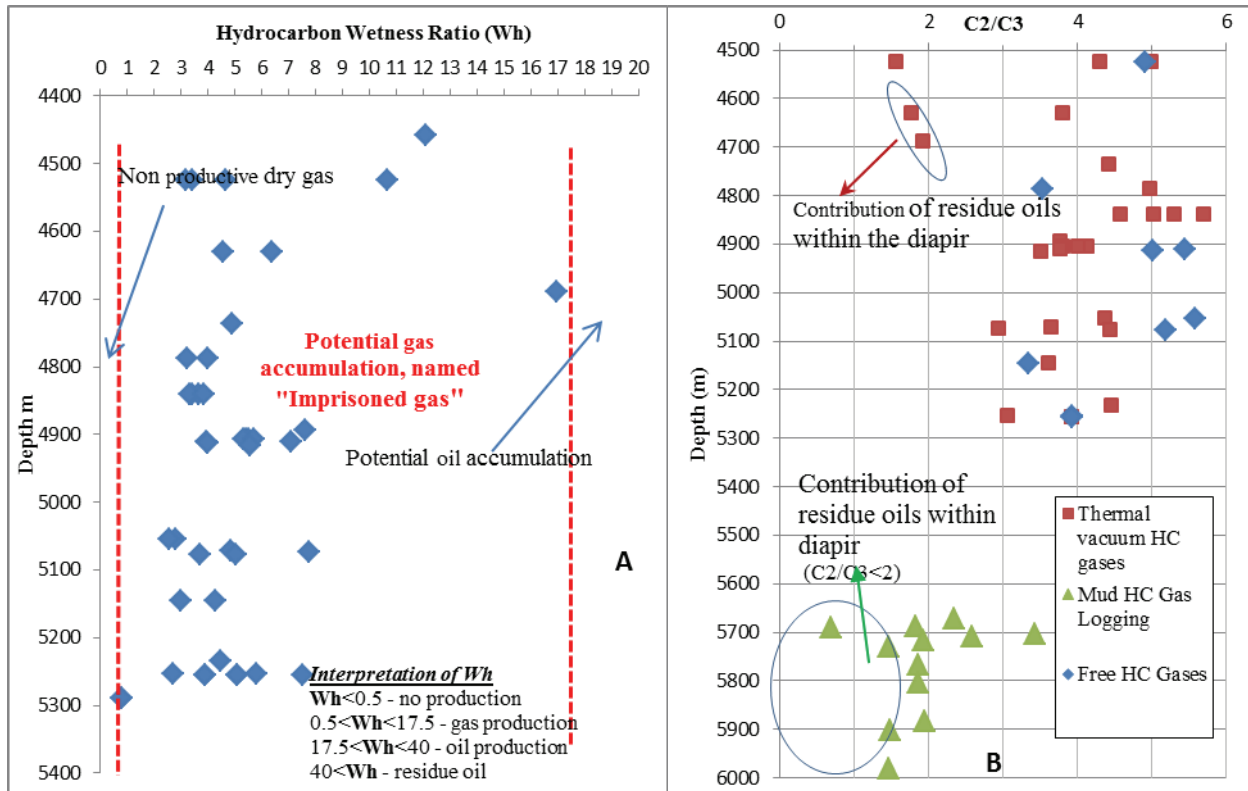 Hydrocarbon Wetness Ratio (Wh)
0 1 2 3 4 5 6 7 8 9 10 11 12 13 14 15 16 17 18 19 20
4400
4500
4600
4700
4800
4900
5000
5100
5200
5300
5400
Depth m
Non productive dry gas
Potential gas
accumulation, named
"Imprisoned gas"
Potential oil accumulation
A
Interpretation of Wh
Wh<0.5 - no production
0.5<Wh<17.5 - gas production
17.5<Wh<40 - oil production
40<Wh - residue oil
0 2 4 6
C2/C3
4500
4600
4700
4800
4900
5000
5100
5200
5300
5400
5500
5600
5700
5800
5900
6000
Depth (m)
Contribution of residue oils
within the diapir
Contribution of
residue oils within
diapir
(C2/C3<2)
Thermal
vacuum HC
gases
Mud HC Gas
Logging
Free HC Gases
B